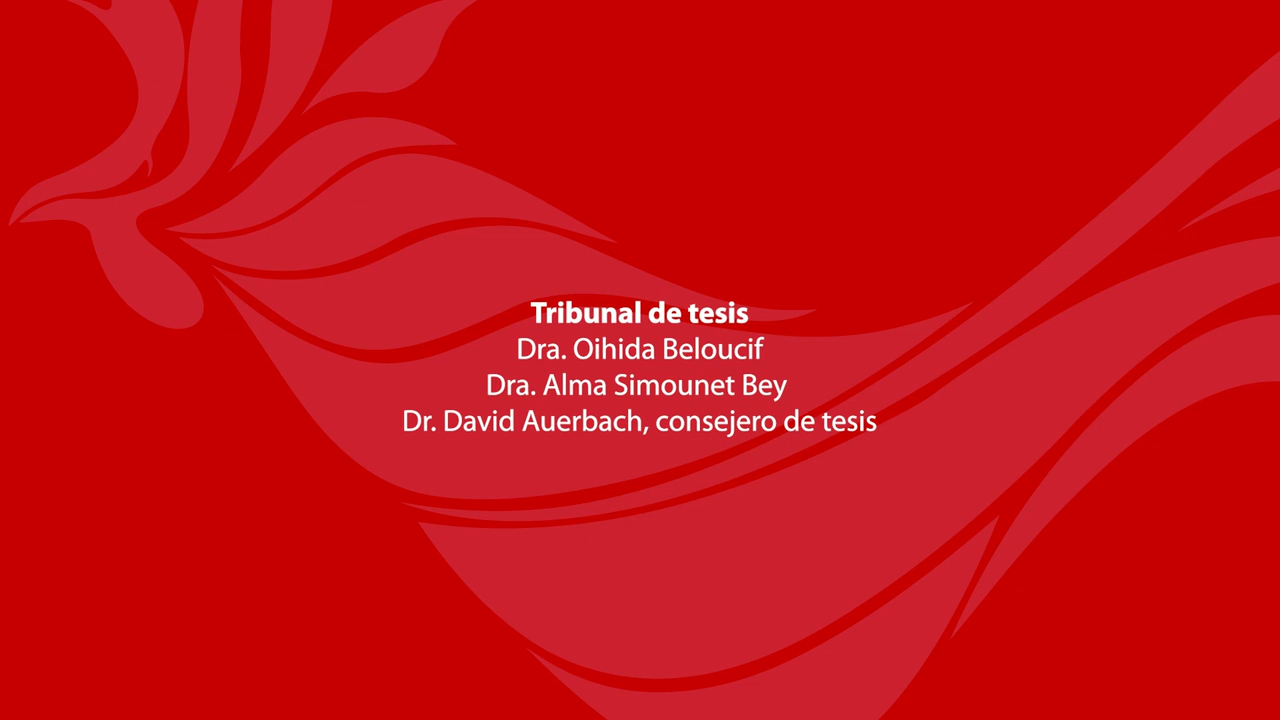 Tribunal de tesis
Dra. Oihida Beloucif
Dra. Alma Simounet Bey
Dr. David Auerbach, consejero de tesis